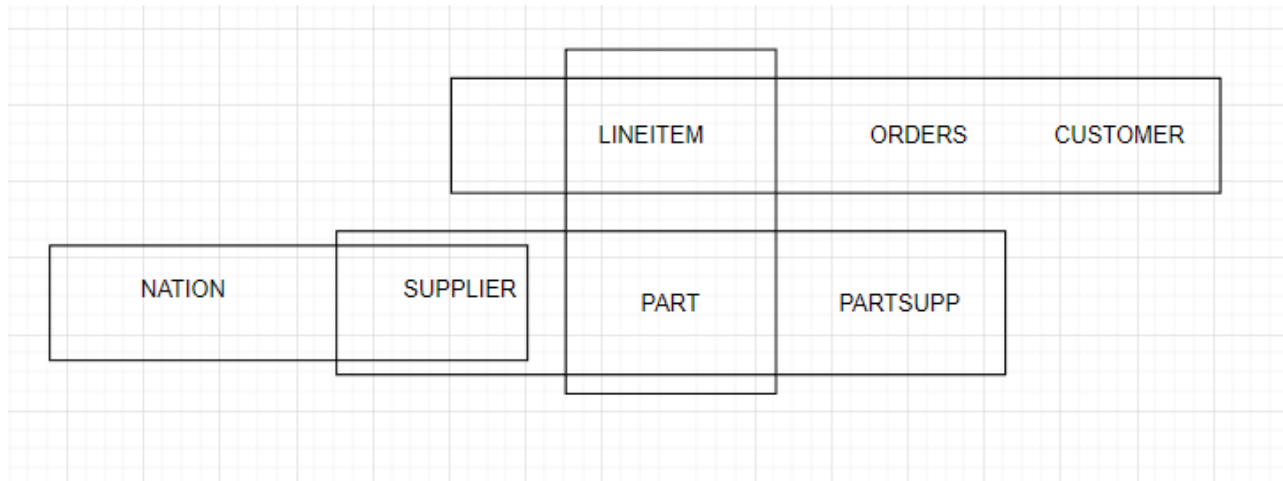 LINEITEM ORDERS CUSTOMER
NATION SUPPLIER PART PARTSUPP